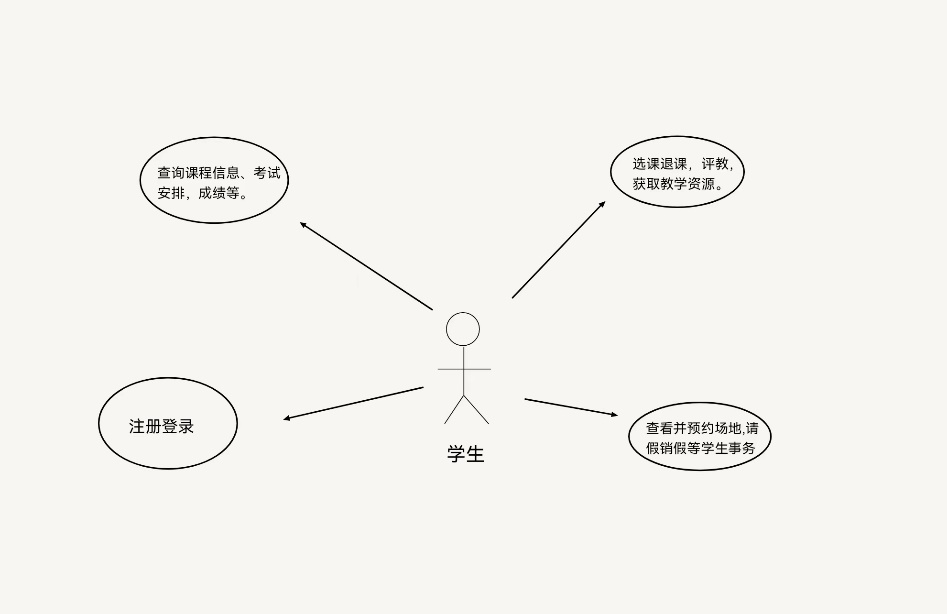 查询课程信息、考试
安排，成绩等。
选课退课，评教，
获取教学资源。
注册登录
学生
查看并预约场地,请
假销假等学生事务